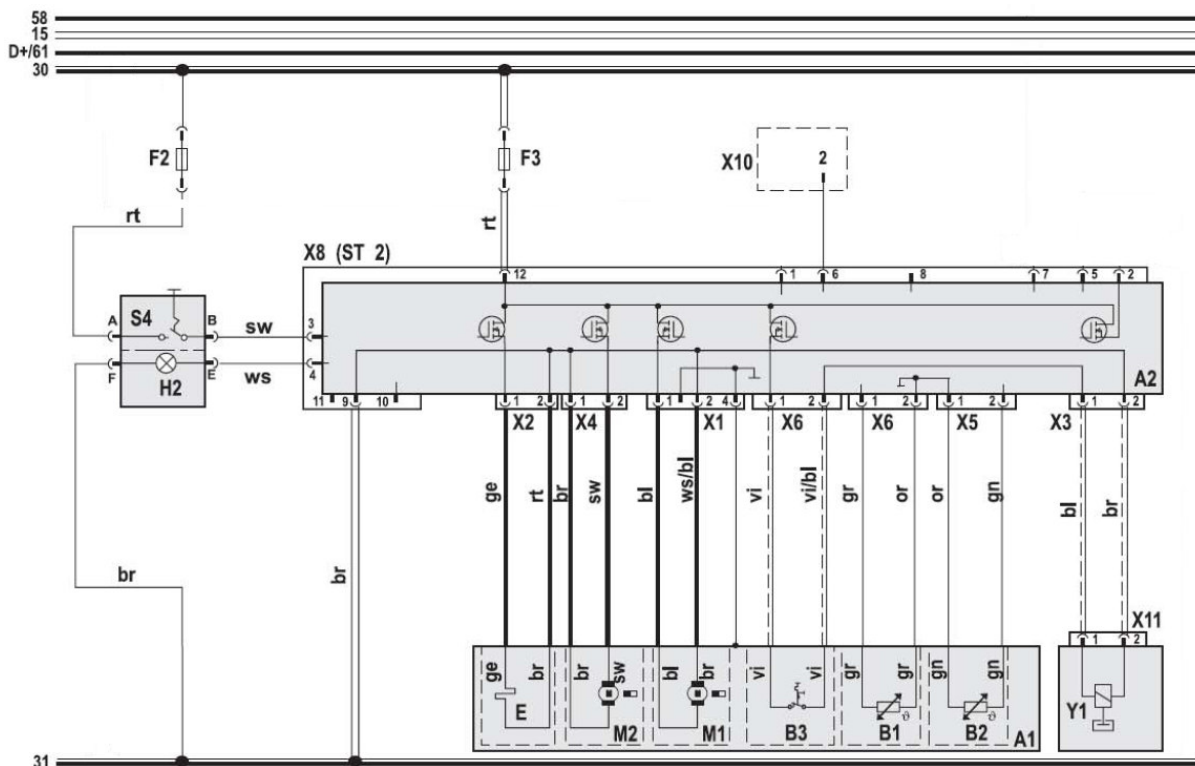 58
15
D+/61
30
F2 F3 X10 2
rt rt
X8 (ST 2)
12 1 6 8 7 5 2
A S4 B sw 3
F H2 E ws 4
A2
11 9 10 1 2 1 2 1 2 4 1 2 1 2 1 2 1 2
X2 X4 X1 X6 X6 X5 X3
ge rt br sw bl ws/bl vi vi/bl gr or or gn bl br
br br
X11
1 2
ge br br sw bl br vi vi gr gr gn gn
E M2 M1 B3 B1 ϑ B2 ϑ A1 Y1
31